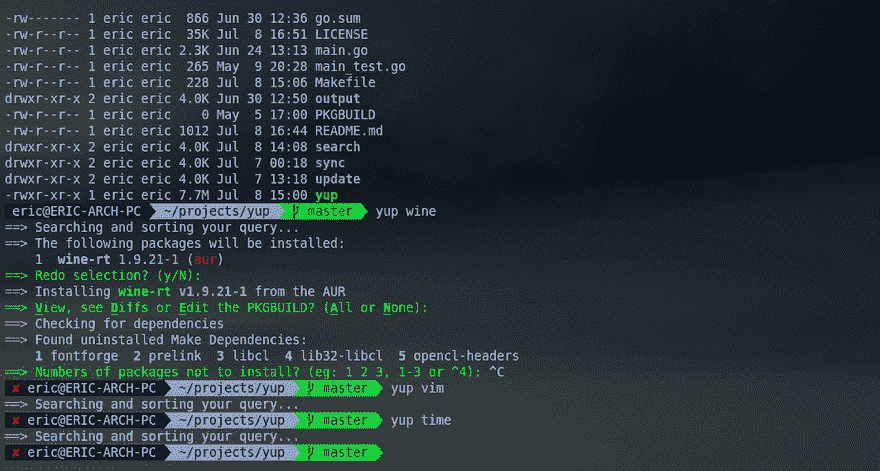 -rw------- 1 eric eric  866 Jun 30 12:36 go.sum
-rw-r--r-- 1 eric eric  35K Jul  8 16:51 LICENSE
-rw-r--r-- 1 eric eric 2.3K Jun 24 13:13 main.go
-rw-r--r-- 1 eric eric  265 May  9 20:28 main_test.go
-rw-r--r-- 1 eric eric  228 Jul  8 15:06 Makefile
drwxr-xr-x 2 eric eric 4.0K Jun 30 12:50 output
-rw-r--r-- 1 eric eric    0 May  5 17:00 PKGBUILD
-rw-r--r-- 1 eric eric 1012 Jul  8 16:44 README.md
drwxr-xr-x 2 eric eric 4.0K Jul  8 14:08 search
drwxr-xr-x 2 eric eric 4.0K Jul  7 00:18 sync
drwxr-xr-x 2 eric eric 4.0K Jul  7 13:18 update
-rwxr-xr-x 1 eric eric 7.7M Jul  8 15:00 yup
eric@ERIC-ARCH-PC ~/projects/yup master yup wine
==> Searching and sorting your query...
==> The following packages will be installed:
    1  wine-rt 1.9.21-1 (aur)
==> Redo selection? (y/N):
==> Installing wine-rt v1.9.21-1 from the AUR
==> View, see Diffs or Edit the PKGBUILD? (All or None):
==> Checking for dependencies
==> Found uninstalled Make Dependencies:
    1 fontforge  2 prelink  3 libcl  4 lib32-libcl  5 opencl-headers
==> Numbers of packages not to install? (eg: 1 2 3, 1-3 or ^4): ^C
✘ eric@ERIC-ARCH-PC ~/projects/yup master yup vim
==> Searching and sorting your query...
✘ eric@ERIC-ARCH-PC ~/projects/yup master yup time
==> Searching and sorting your query...
✘ eric@ERIC-ARCH-PC ~/projects/yup master